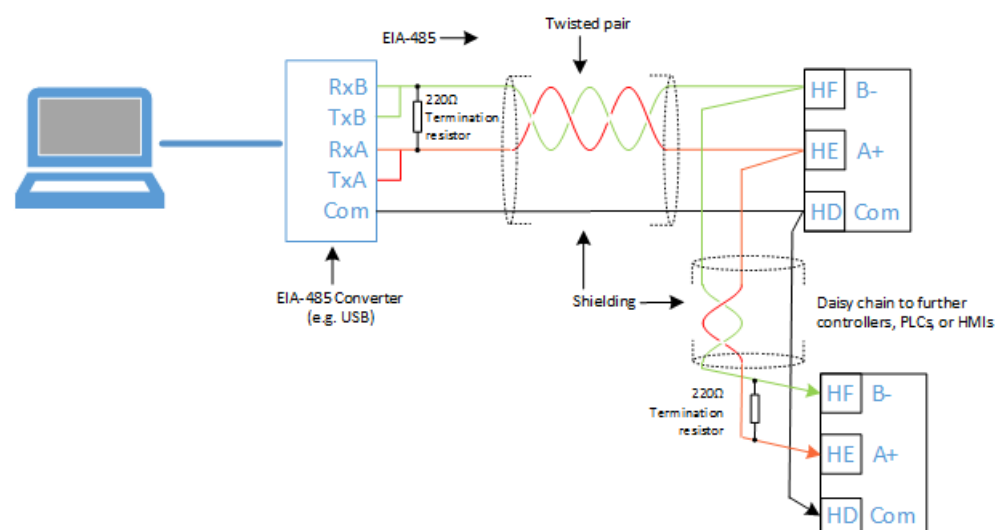 Twisted pair
EIA-485
RxB
TxB
RxA
TxA
Com
220Ω
Termination
resistor
HF B-
HE A+
HD Com
EIA-485 Converter
(e.g. USB)
Shielding
Daisy chain to further
controllers, PLCs, or HMIs
220Ω
Termination
resistor
HF B-
HE A+
HD Com